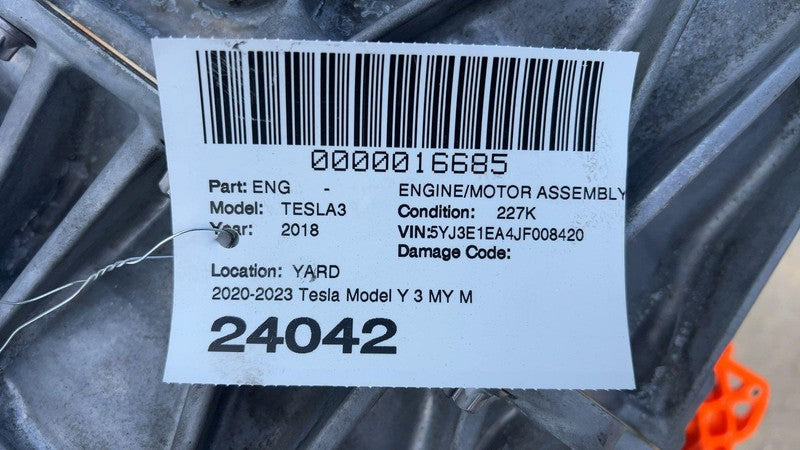 0000016685
Part: ENG - ENGINE/MOTOR ASSEMBLY
Model: TESLA3 Condition: 227K
Year: 2018 VIN:5YJ3E1EA4JF008420
Damage Code:
Location: YARD
2020-2023 Tesla Model Y 3 MY M
24042